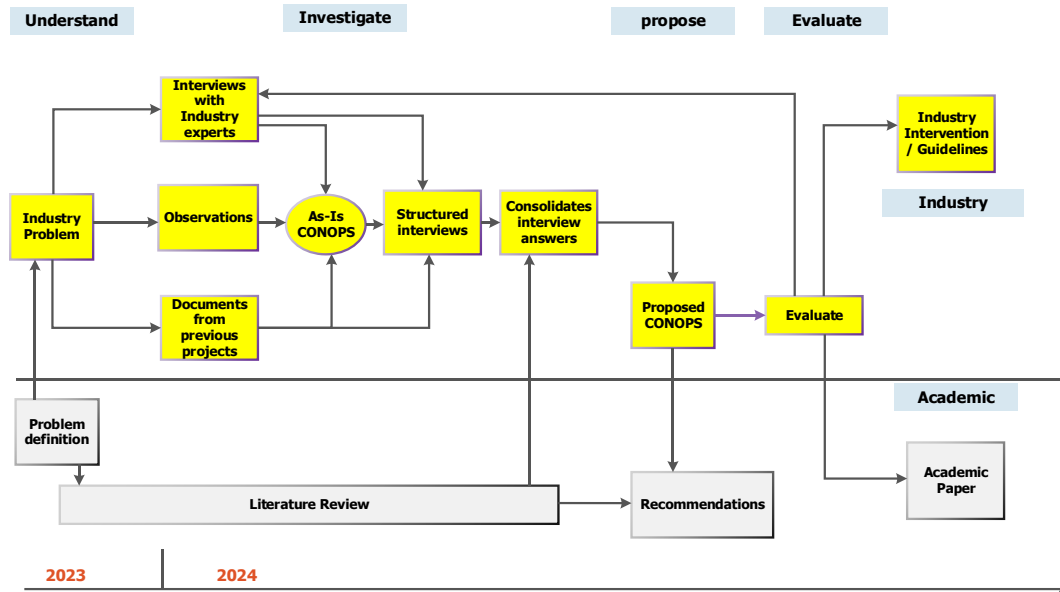 Understand
Investigate
propose
Evaluate
Interviews
with
Industry
experts
Industry
Intervention
/ Guidelines
Industry
Industry
Problem
Observations
As-Is
CONOPS
Structured
interviews
Consolidates
interview
answers
Documents
from
previous
projects
Proposed
CONOPS
Evaluate
Academic
Problem
definition
Literature Review
Recommendations
Academic
Paper
2023
2024